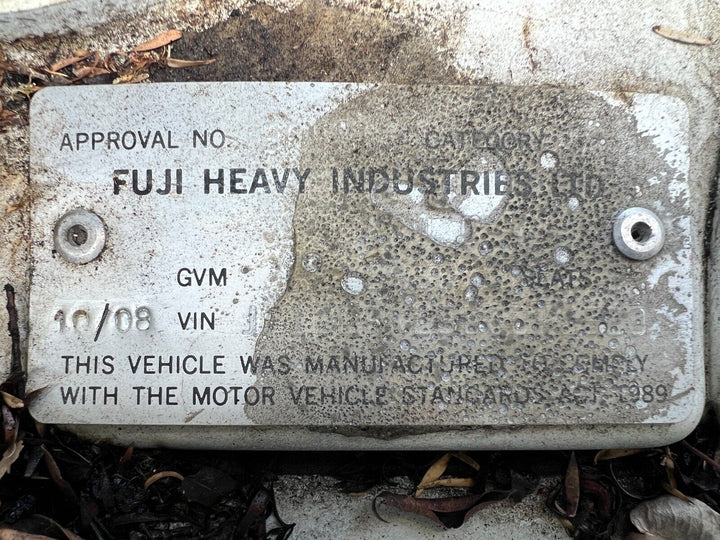 APPROVAL NO. CATEGORY
FUJI HEAVY INDUSTRIES LTD
GVM SEATS
10/08 VIN
THIS VEHICLE WAS MANUFACTURED TO COMPLY
WITH THE MOTOR VEHICLE STANDARDS ACT 1989